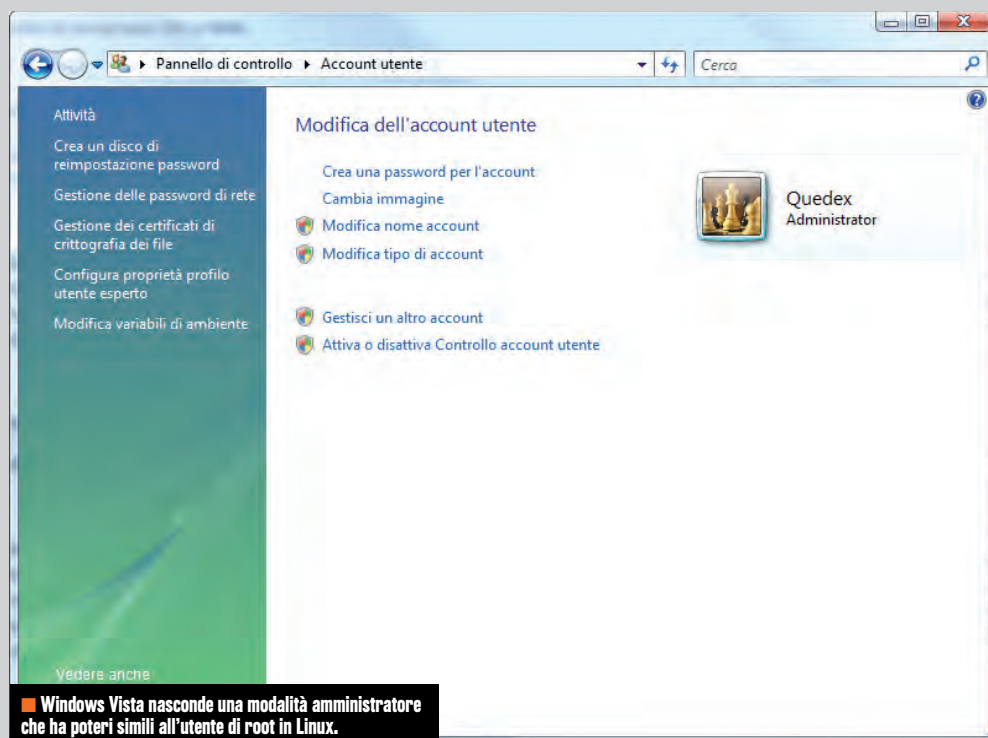 Pannello di controllo ▸ Account utente
Cerca
Attività
Crea un disco di
reimpostazione password
Gestione delle password di rete
Gestione dei certificati di
crittografia dei file
Configura proprietà profilo
utente esperto
Modifica variabili di ambiente
Vedere anche
Modifica dell'account utente
Crea una password per l'account
Cambia immagine
Modifica nome account
Modifica tipo di account
Gestisci un altro account
Attiva o disattiva Controllo account utente
Quedex
Administrator
Windows Vista nasconde una modalità amministratore
che ha poteri simili all'utente di root in Linux.